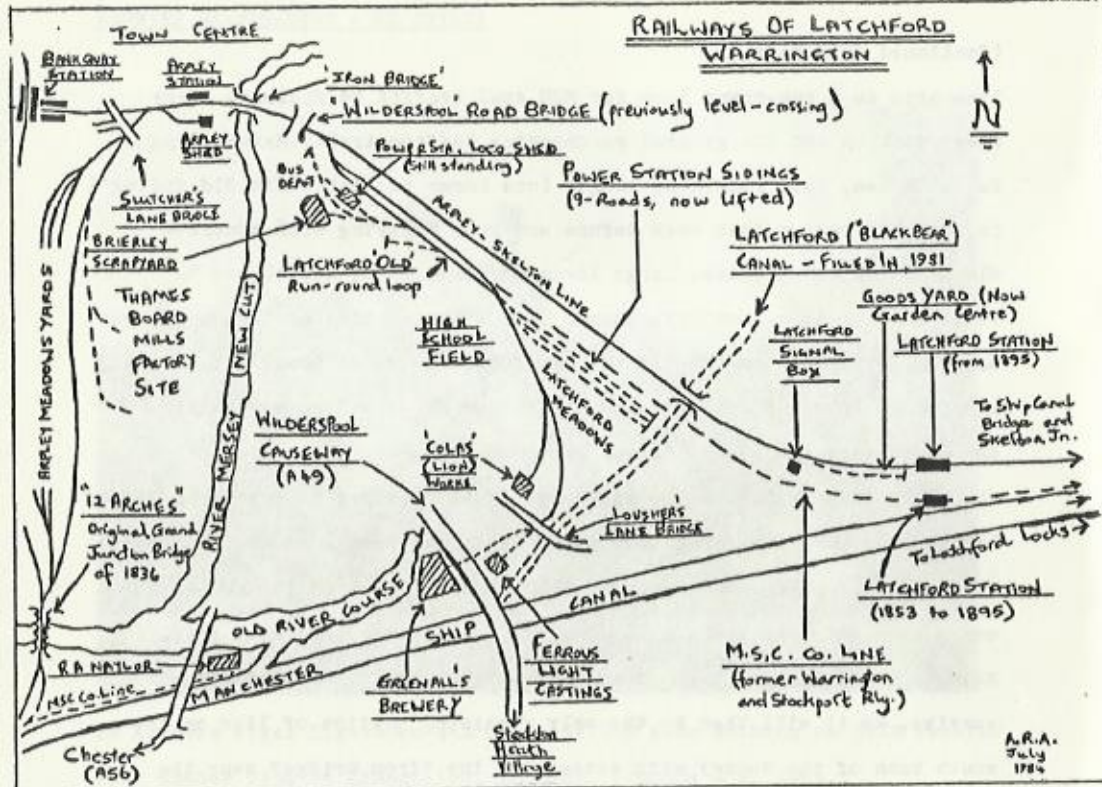 RAILWAYS OF LATCHFORD
WARRINGTON
N
TOWN CENTRE
BANK QUAY
STATION
ARPLEY
STATION
'IRON BRIDGE'
'WILDERSPOOL ROAD BRIDGE' (previously level-crossing)
ARPLEY
SHED
POWER STN. LOCO SHED
(Still standing)
BUS
DEPOT
POWER STATION SIDINGS
(9-Roads, now lifted)
SLUTCHER'S
LANE BRIDGE
BRIERLEY
SCRAPYARD
LATCHFORD 'OLD'
Run-round loop
ARPLEY SKELTON LINE
LATCHFORD ('BLACK BEAR')
CANAL - FILLED IN, 1981
GOODS YARD (Now
Garden Centre)
LATCHFORD
SIGNAL
BOX
LATCHFORD STATION
(from 1895)
ARPLEY MEADOWS YARDS
THAMES
BOARD
MILLS
FACTORY
SITE
RIVER MERSEY NEW CUT
HIGH
SCHOOL
FIELD
LATCHFORD
MEADOWS
To Ship Canal
Bridge and
Skelton Jn.
WILDERSPOOL
CAUSEWAY
(A49)
'COLAS'
(LION)
WORKS
"12 ARCHES"
Original Grand
Junction Bridge
of 1836
LOUSHERS
LANE BRIDGE
To Latchford Locks
LATCHFORD STATION
(1853 to 1895)
OLD RIVER COURSE
MANCHESTER SHIP CANAL
R A NAYLOR
MSC Co. Line
GREENALL'S
BREWERY
FERROUS
LIGHT
CASTINGS
M.S.C. Co. LINE
(former Warrington
and Stockport Rly.)
Chester
(A56)
Stockton
Heath
Village
A.R.A.
July
1984